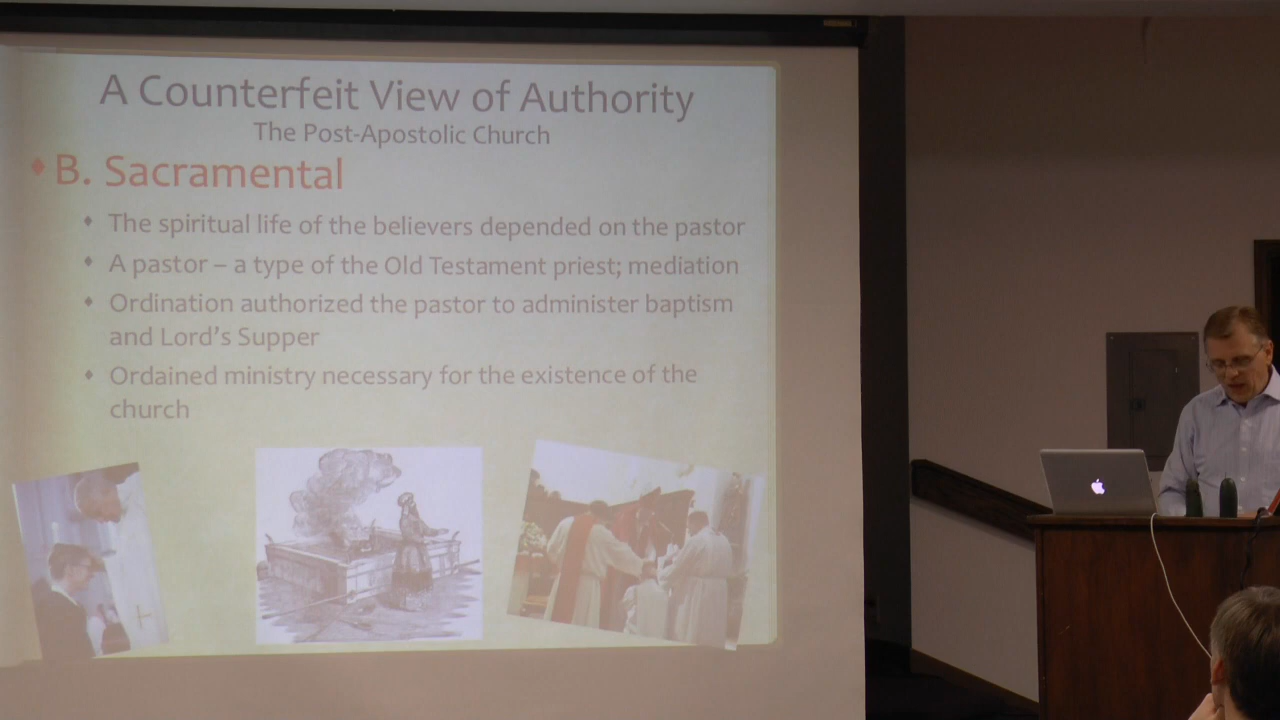 A Counterfeit View of Authority
The Post-Apostolic Church
B. Sacramental
The spiritual life of the believers depended on the pastor
A pastor – a type of the Old Testament priest; mediation
Ordination authorized the pastor to administer baptism
and Lord's Supper
Ordained ministry necessary for the existence of the
church